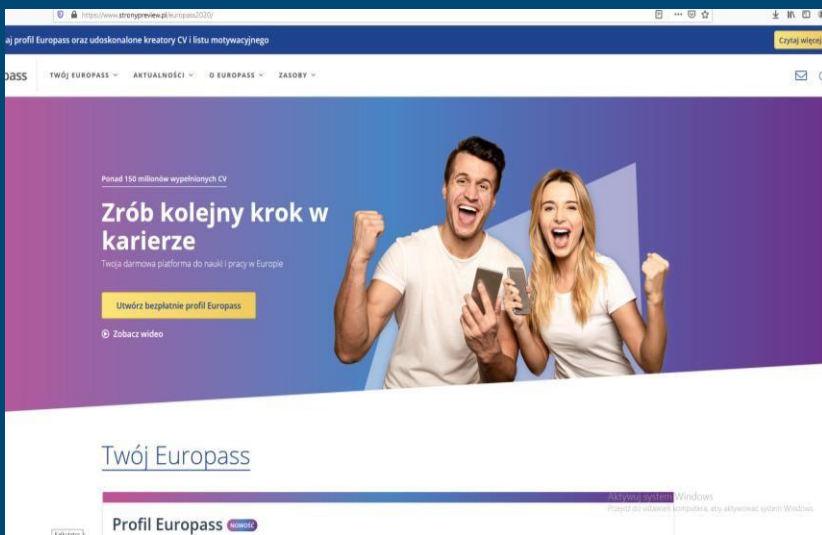 https://www.stronypreview.pl/europass2020/
aj profil Europass oraz udoskonalone kreatory CV i listu motywacyjnego
Czytaj więcej
pass
TWÓJ EUROPASS
AKTUALNOŚCI
O EUROPASS
ZASOBY
Ponad 150 milionów wypełnionych CV
Zrób kolejny krok w
karierze
Twoja darmowa platforma do nauki i pracy w Europie
Utwórz bezpłatnie profil Europass
Zobacz wideo
Twój Europass
Aktywuj system Windows
Przejdź do ustawień komputera, aby aktywować system Windows.
Profil Europass
NOWOŚĆ